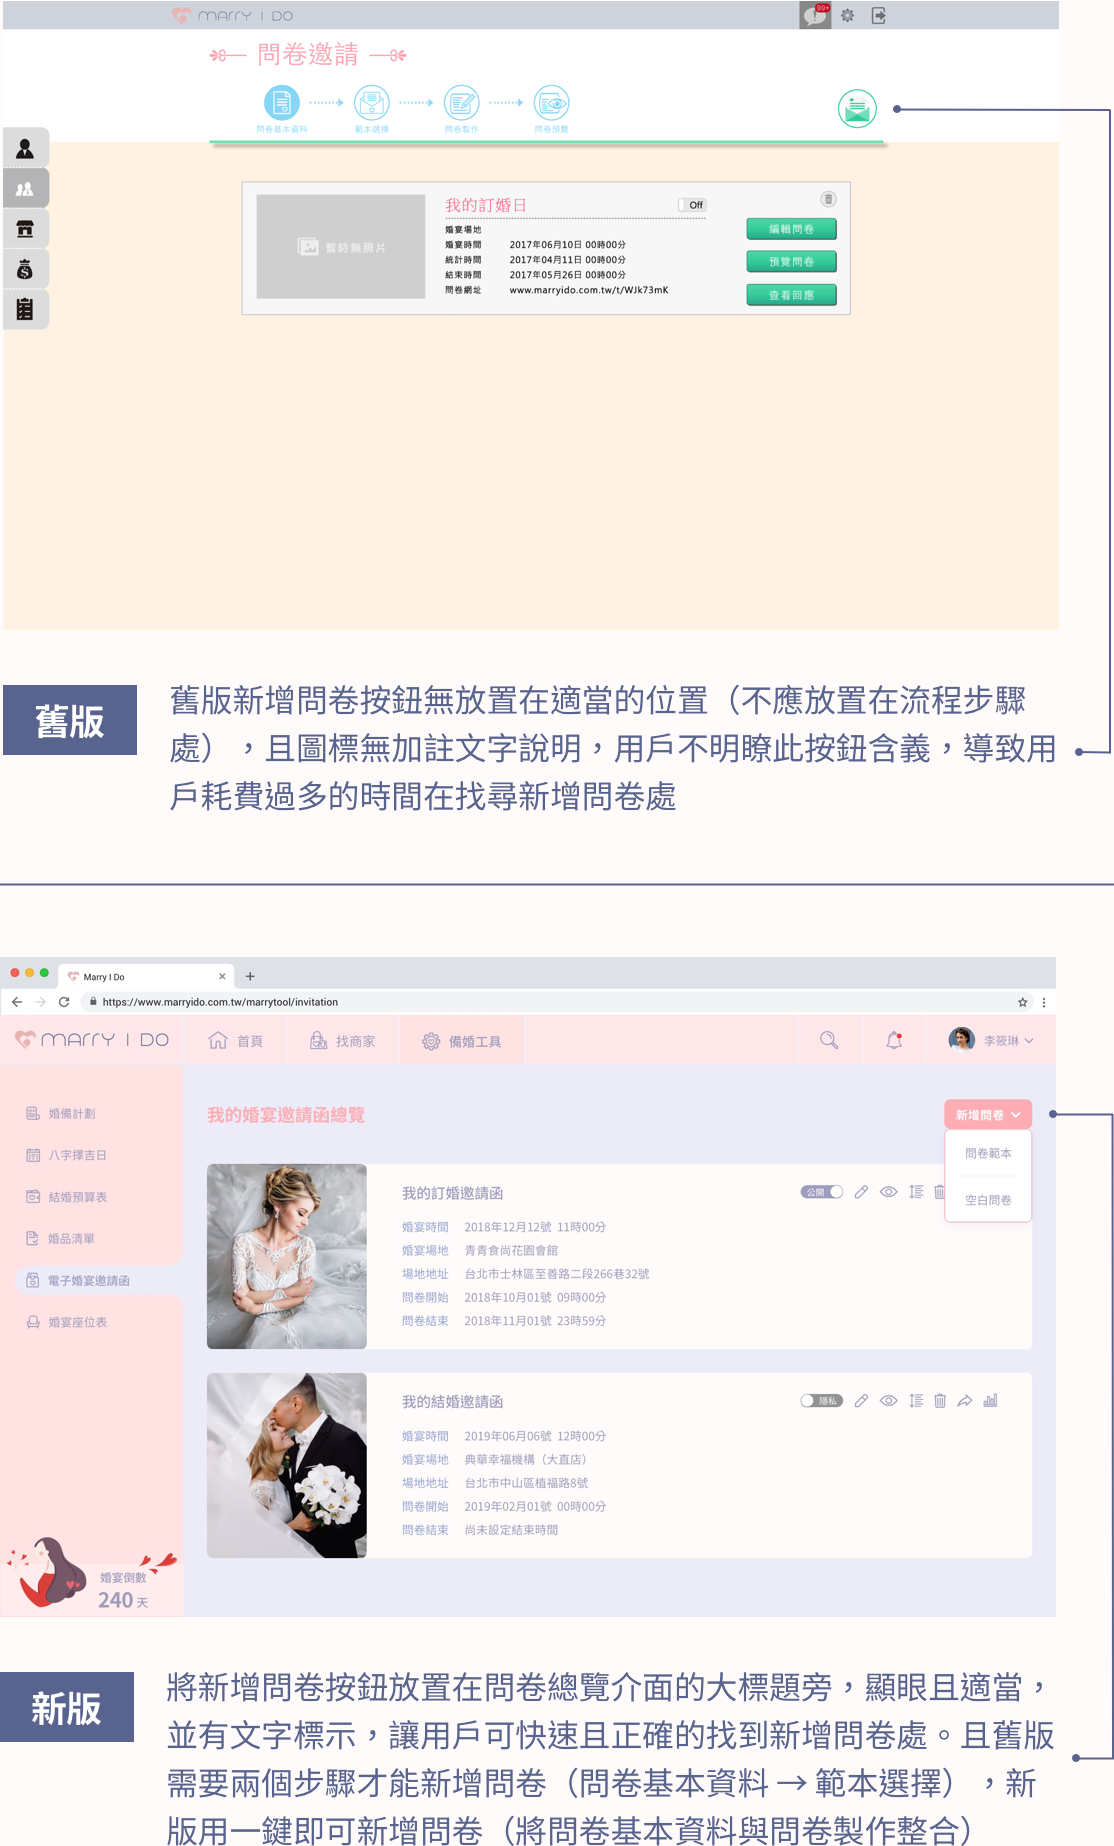 MARRY I DO
99+
問卷邀請
問卷基本資料
範本選擇
問卷製作
問卷預覽
我的訂婚日
Off
暫時無照片
婚宴場地
婚宴時間 2017年06月10日 00時00分
統計時間 2017年04月11日 00時00分
結束時間 2017年05月26日 00時00分
問卷網址 www.marryido.com.tw/t/WJk73mK
編輯問卷
預覽問卷
查看回應
舊版
舊版新增問卷按鈕無放置在適當的位置（不應放置在流程步驟
處），且圖標無加註文字說明，用戶不明瞭此按鈕含義，導致用
戶耗費過多的時間在找尋新增問卷處
Marry I Do
https://www.marryido.com.tw/marrytool/invitation
MARRY I DO
首頁
找商家
備婚工具
李筱琳
婚備計劃
八字擇吉日
結婚預算表
婚品清單
電子婚宴邀請函
婚宴座位表
婚宴倒數
240 天
我的婚宴邀請函總覽
新增問卷
問卷範本
空白問卷
我的訂婚邀請函
公開
婚宴時間 2018年12月12號 11時00分
婚宴場地 青青食尚花園會館
場地地址 台北市士林區至善路二段266巷32號
問卷開始 2018年10月01號 09時00分
問卷結束 2018年11月01號 23時59分
我的結婚邀請函
隱私
婚宴時間 2019年06月06號 12時00分
婚宴場地 典華幸福機構（大直店）
場地地址 台北市中山區植福路8號
問卷開始 2019年02月01號 00時00分
問卷結束 尚未設定結束時間
新版
將新增問卷按鈕放置在問卷總覽介面的大標題旁，顯眼且適當，
並有文字標示，讓用戶可快速且正確的找到新增問卷處。且舊版
需要兩個步驟才能新增問卷（問卷基本資料 → 範本選擇），新
版用一鍵即可新增問卷（將問卷基本資料與問卷製作整合）